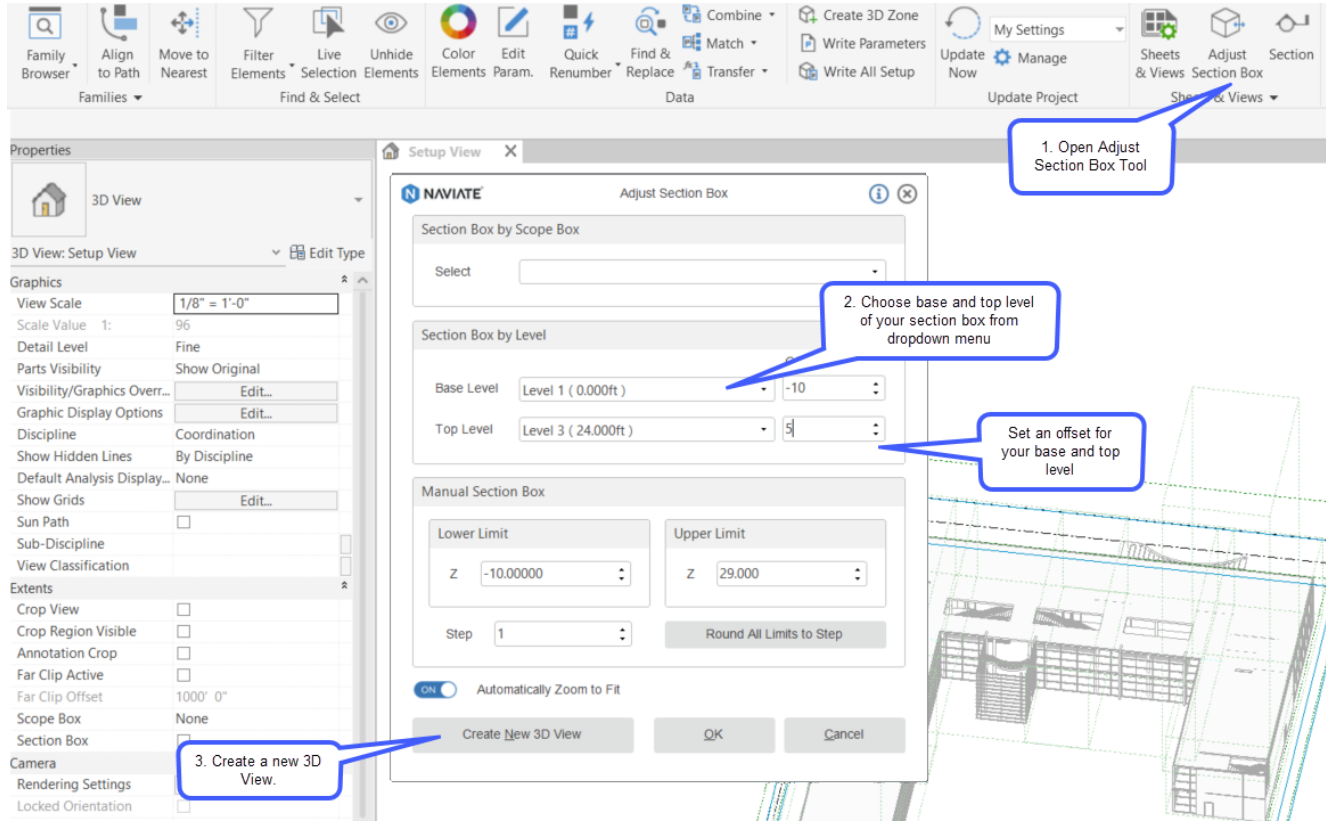 Family
Browser
Align
to Path
Move to
Nearest
Families
Filter
Elements
Live
Selection
Unhide
Elements
Find & Select
Color
Elements
Edit
Param.
Quick
Renumber
Find &
Replace
Combine
Match
Transfer
Create 3D Zone
Write Parameters
Write All Setup
Data
Update
Now
My Settings
Manage
Update Project
Sheets
& Views
Adjust
Section Box
Section
& Views
1. Open Adjust
Section Box Tool
Properties
3D View
3D View: Setup View
Edit Type
Graphics
View Scale 1/8" = 1'-0"
Scale Value 1: 96
Detail Level Fine
Parts Visibility Show Original
Visibility/Graphics Overr... Edit...
Graphic Display Options Edit...
Discipline Coordination
Show Hidden Lines By Discipline
Default Analysis Display... None
Show Grids Edit...
Sun Path
Sub-Discipline
View Classification
Extents
Crop View
Crop Region Visible
Annotation Crop
Far Clip Active
Far Clip Offset 1000' 0"
Scope Box None
Section Box
Camera
Rendering Settings
Locked Orientation
Setup View
NAVIATE
Adjust Section Box
Section Box by Scope Box
Select
2. Choose base and top level
of your section box from
dropdown menu
Section Box by Level
Base Level Level 1 ( 0.000ft ) -10
Top Level Level 3 ( 24.000ft ) 5
Set an offset for
your base and top
level
Manual Section Box
Lower Limit
Z -10.00000
Upper Limit
Z 29.000
Step 1
Round All Limits to Step
ON Automatically Zoom to Fit
Create New 3D View
OK
Cancel
3. Create a new 3D
View.